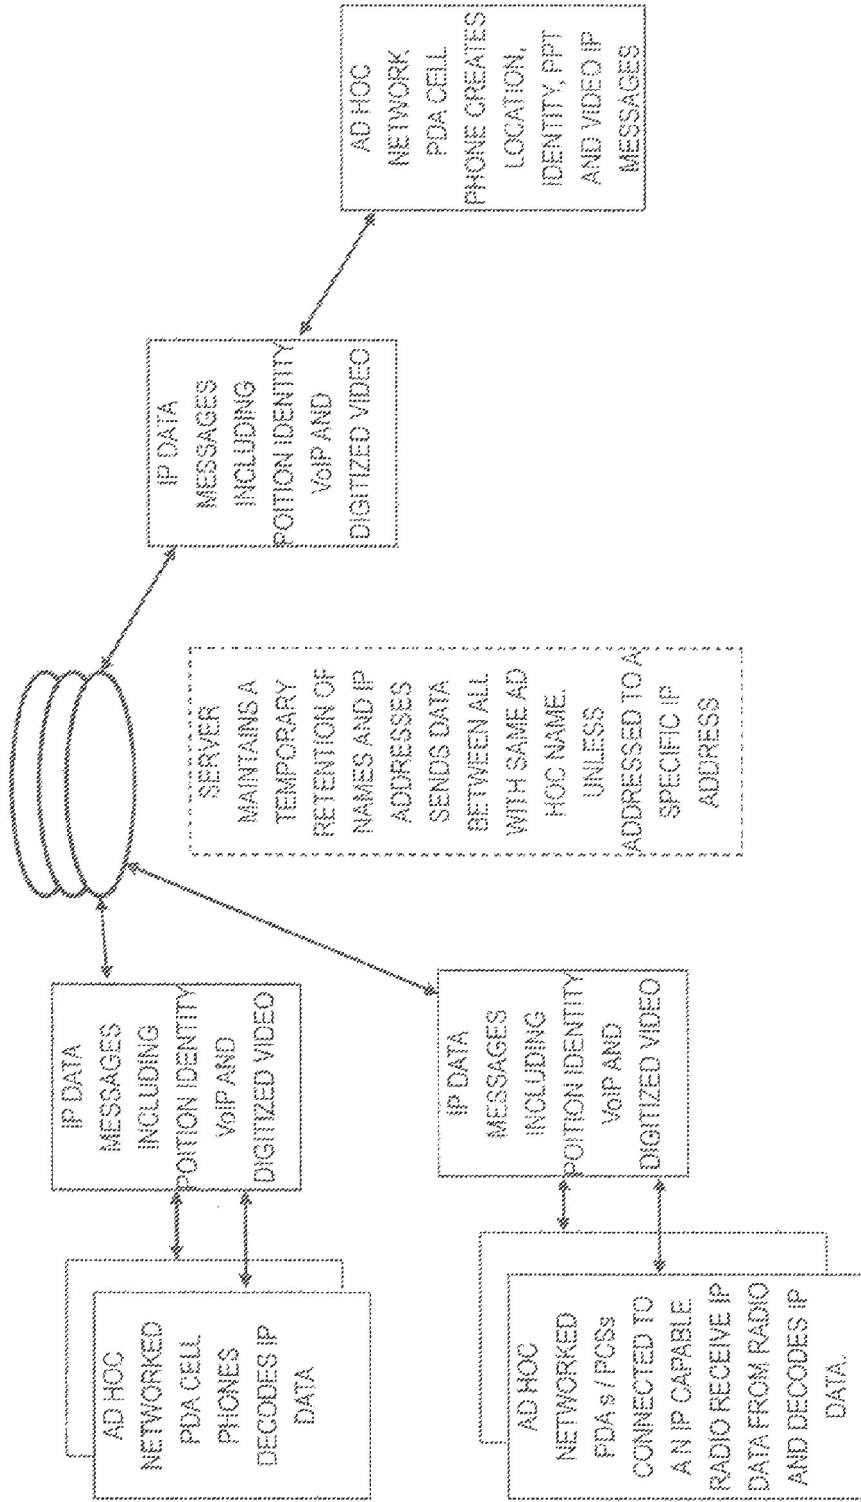 AD HOC
NETWORKED
PDA CELL
PHONES
DECODES IP
DATA
IP DATA
MESSAGES
INCLUDING
POITION IDENTITY
VoIP AND
DIGITIZED VIDEO
AD HOC
NETWORKED
PDA s / PCSs
CONNECTED TO
A N IP CAPABLE
RADIO RECEIVE IP
DATA FROM RADIO
AND DECODES IP
DATA.
IP DATA
MESSAGES
INCLUDING
POITION IDENTITY
VoIP AND
DIGITIZED VIDEO
SERVER
MAINTAINS A
TEMPORARY
RETENTION OF
NAMES AND IP
ADDRESSES
SENDS DATA
BETWEEN ALL
WITH SAME AD
HOC NAME.
UNLESS
ADDRESSED TO A
SPECIFIC IP
ADDRESS
IP DATA
MESSAGES
INCLUDING
POITION IDENTITY
VoIP AND
DIGITIZED VIDEO
AD HOC
NETWORK
PDA CELL
PHONE CREATES
LOCATION,
IDENTITY, PPT
AND VIDEO IP
MESSAGES